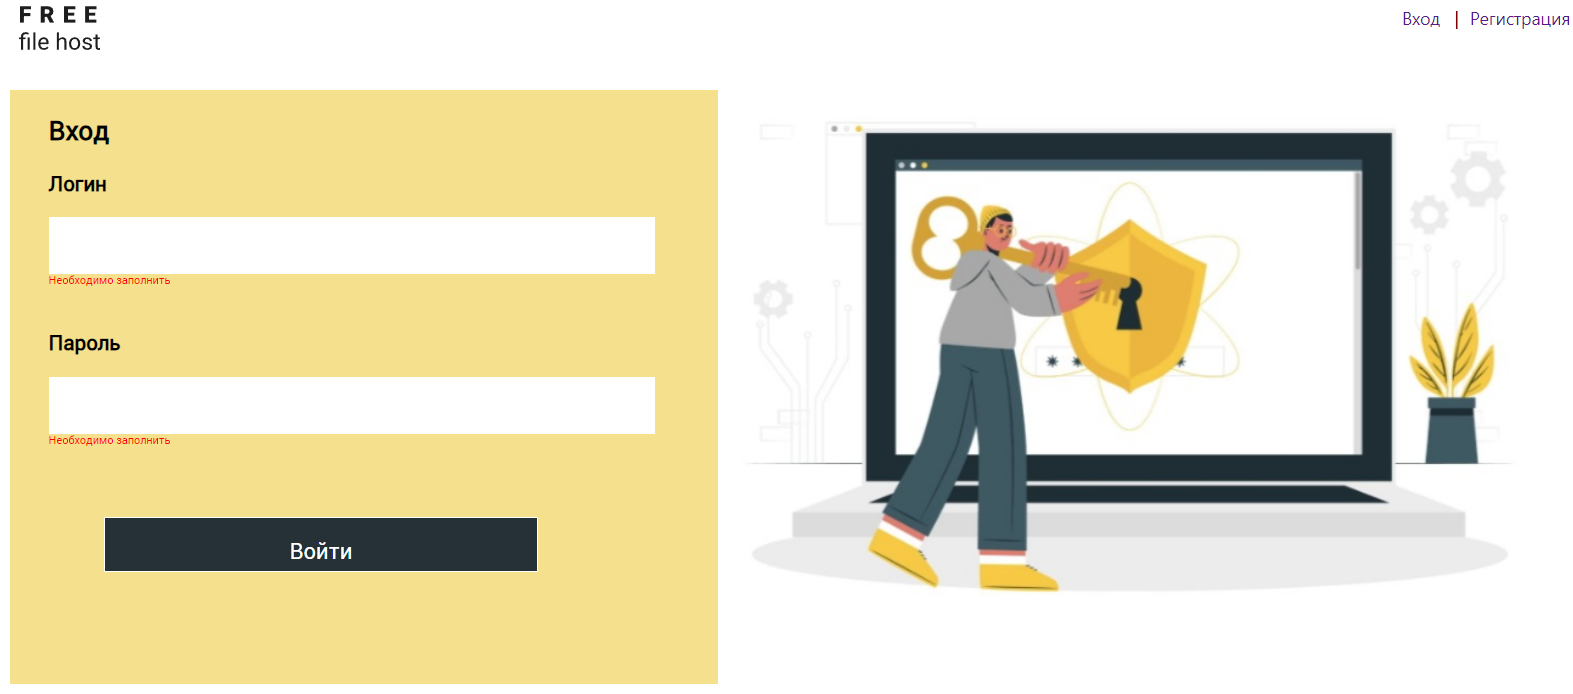 FREE
file host
Вход | Регистрация
Вход
Логин
Необходимо заполнить
Пароль
Необходимо заполнить
Войти